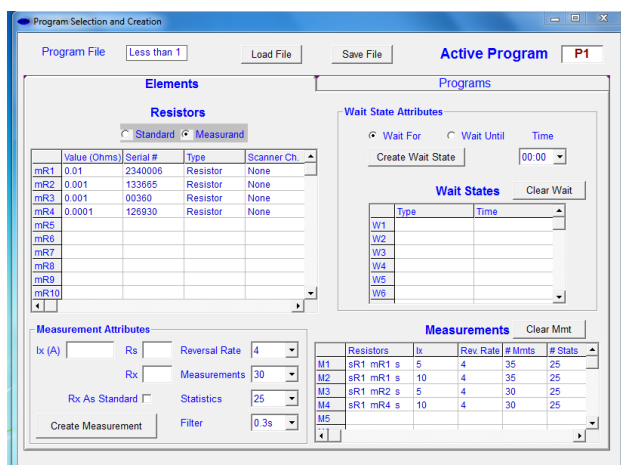 Program Selection and Creation
Program File Less than 1 Load File Save File Active Program P1
Elements Programs
Resistors
Standard Measurand
Value (Ohms) Serial # Type Scanner Ch.
mR1 0.01 2340006 Resistor None
mR2 0.001 133665 Resistor None
mR3 0.001 00360 Resistor None
mR4 0.0001 126930 Resistor None
mR5
mR6
mR7
mR8
mR9
mR10
Wait State Attributes
Wait For Wait Until Time
Create Wait State 00:00
Wait States Clear Wait
Type Time
W1
W2
W3
W4
W5
W6
Measurement Attributes
Ix (A) Rs Reversal Rate 4
Rx Measurements 30
Rx As Standard Statistics 25
Create Measurement Filter 0.3s
Measurements Clear Mmt
Resistors Ix Rev. Rate # Mmts # Stats
M1 sR1 mR1 s 5 4 35 25
M2 sR1 mR1 s 10 4 35 25
M3 sR1 mR2 s 5 4 30 25
M4 sR1 mR4 s 10 4 30 25
M5